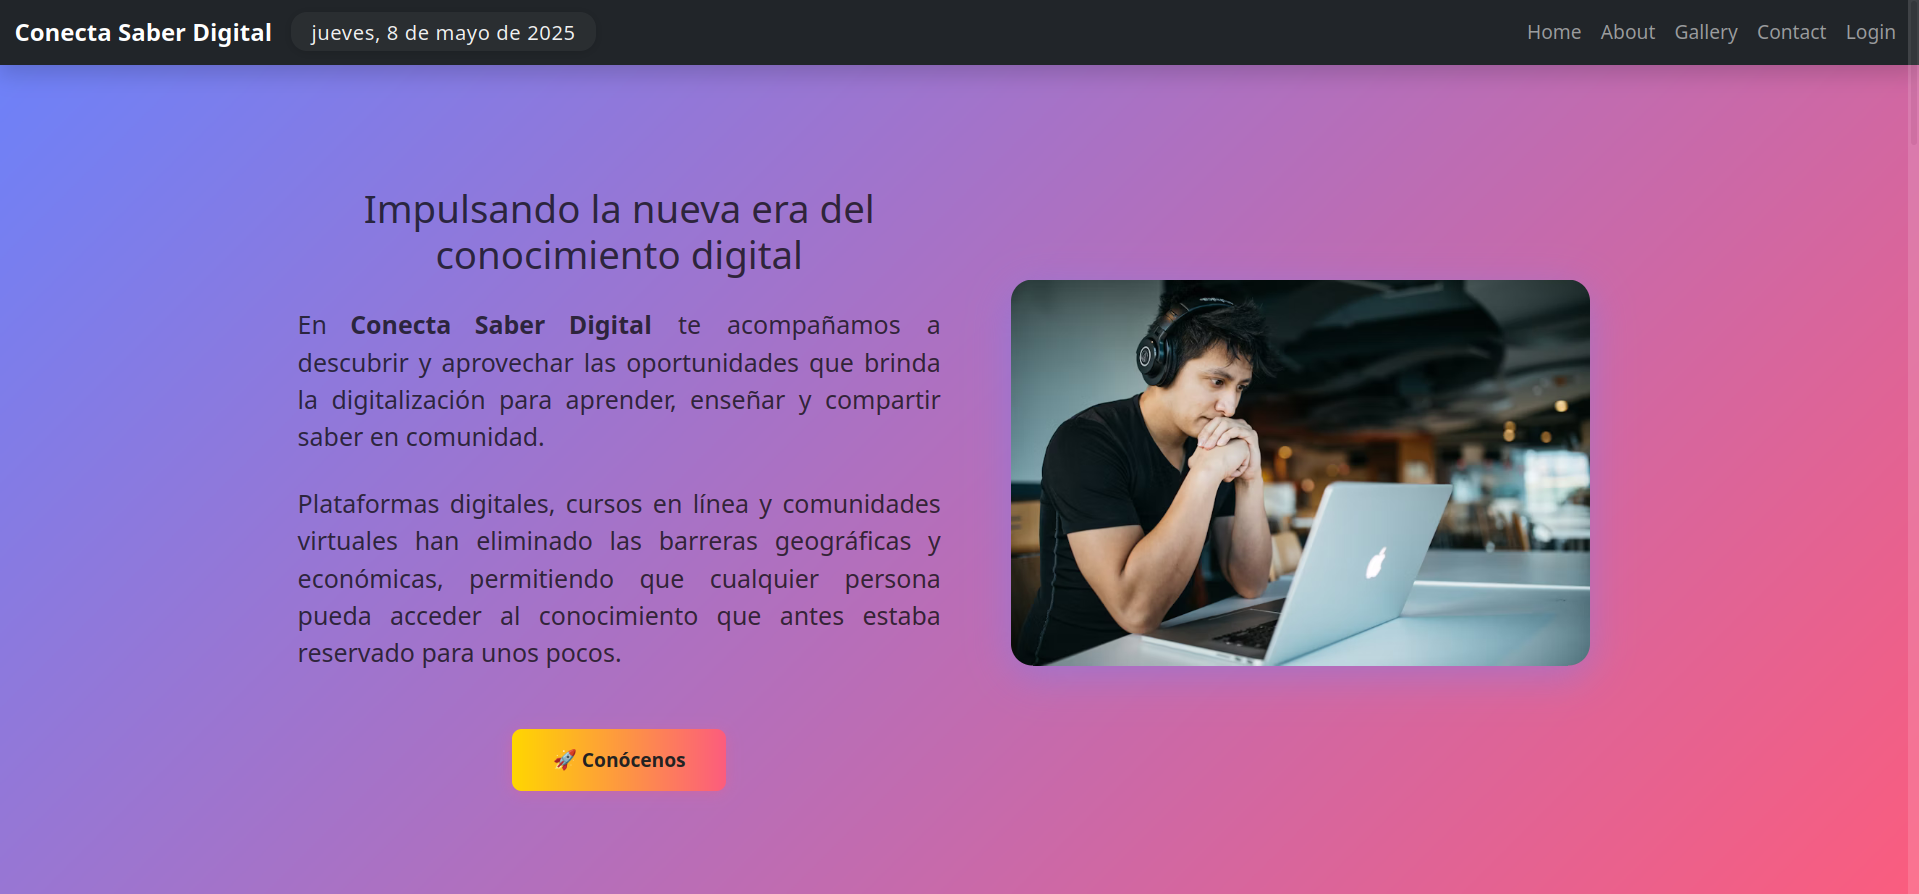 Conecta Saber Digital
jueves, 8 de mayo de 2025
Home About Gallery Contact Login
Impulsando la nueva era del
conocimiento digital
En Conecta Saber Digital te acompañamos a
descubrir y aprovechar las oportunidades que brinda
la digitalización para aprender, enseñar y compartir
saber en comunidad.
Plataformas digitales, cursos en línea y comunidades
virtuales han eliminado las barreras geográficas y
económicas, permitiendo que cualquier persona
pueda acceder al conocimiento que antes estaba
reservado para unos pocos.
🚀 Conócenos